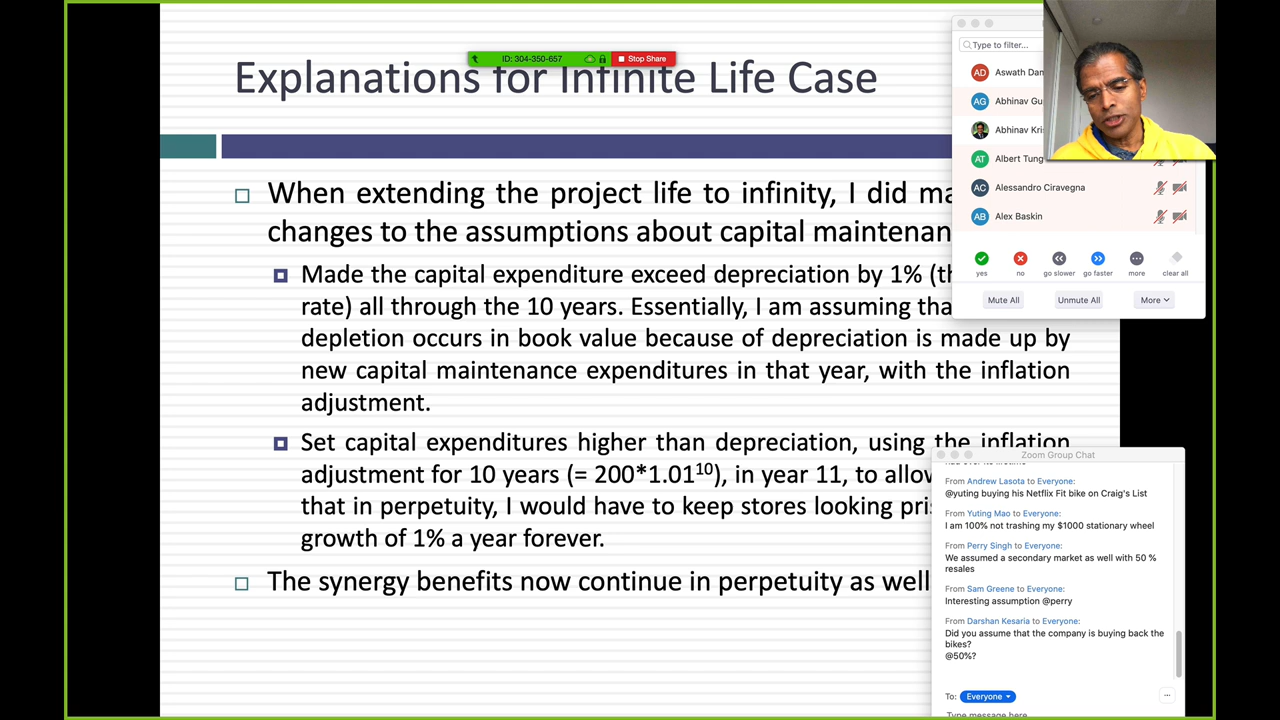 ID: 304-350-657
Stop Share
Explanations for Infinite Life Case
When extending the project life to infinity, I did
changes to the assumptions about capital
Made the capital expenditure exceed depreciation by 1%
rate) all through the 10 years. Essentially, I am assuming
depletion occurs in book value because of depreciation is made up by
new capital maintenance expenditures in that year, with the inflation
adjustment.
Set capital expenditures higher than depreciation, using the inflation
adjustment for 10 years (= 200*1.01¹⁰), in year 11, to
that in perpetuity, I would have to keep stores looking
growth of 1% a year forever.
The synergy benefits now continue in perpetuity as well
Type to filter...
AD Aswath
AG Abhinav
Abhinav
AT Albert Tung
AC Alessandro Ciravegna
AB Alex Baskin
yes no go slower go faster more clear all
Mute All Unmute All More
Zoom Group Chat
From Andrew Lasota to Everyone:
@yuting buying his Netflix Fit bike on Craig's List
From Yuting Mao to Everyone:
I am 100% not trashing my $1000 stationary wheel
From Perry Singh to Everyone:
We assumed a secondary market as well with 50 %
resales
From Sam Greene to Everyone:
Interesting assumption @perry
From Darshan Kesaria to Everyone:
Did you assume that the company is buying back the
bikes?
@50%?
To: Everyone
Type message here